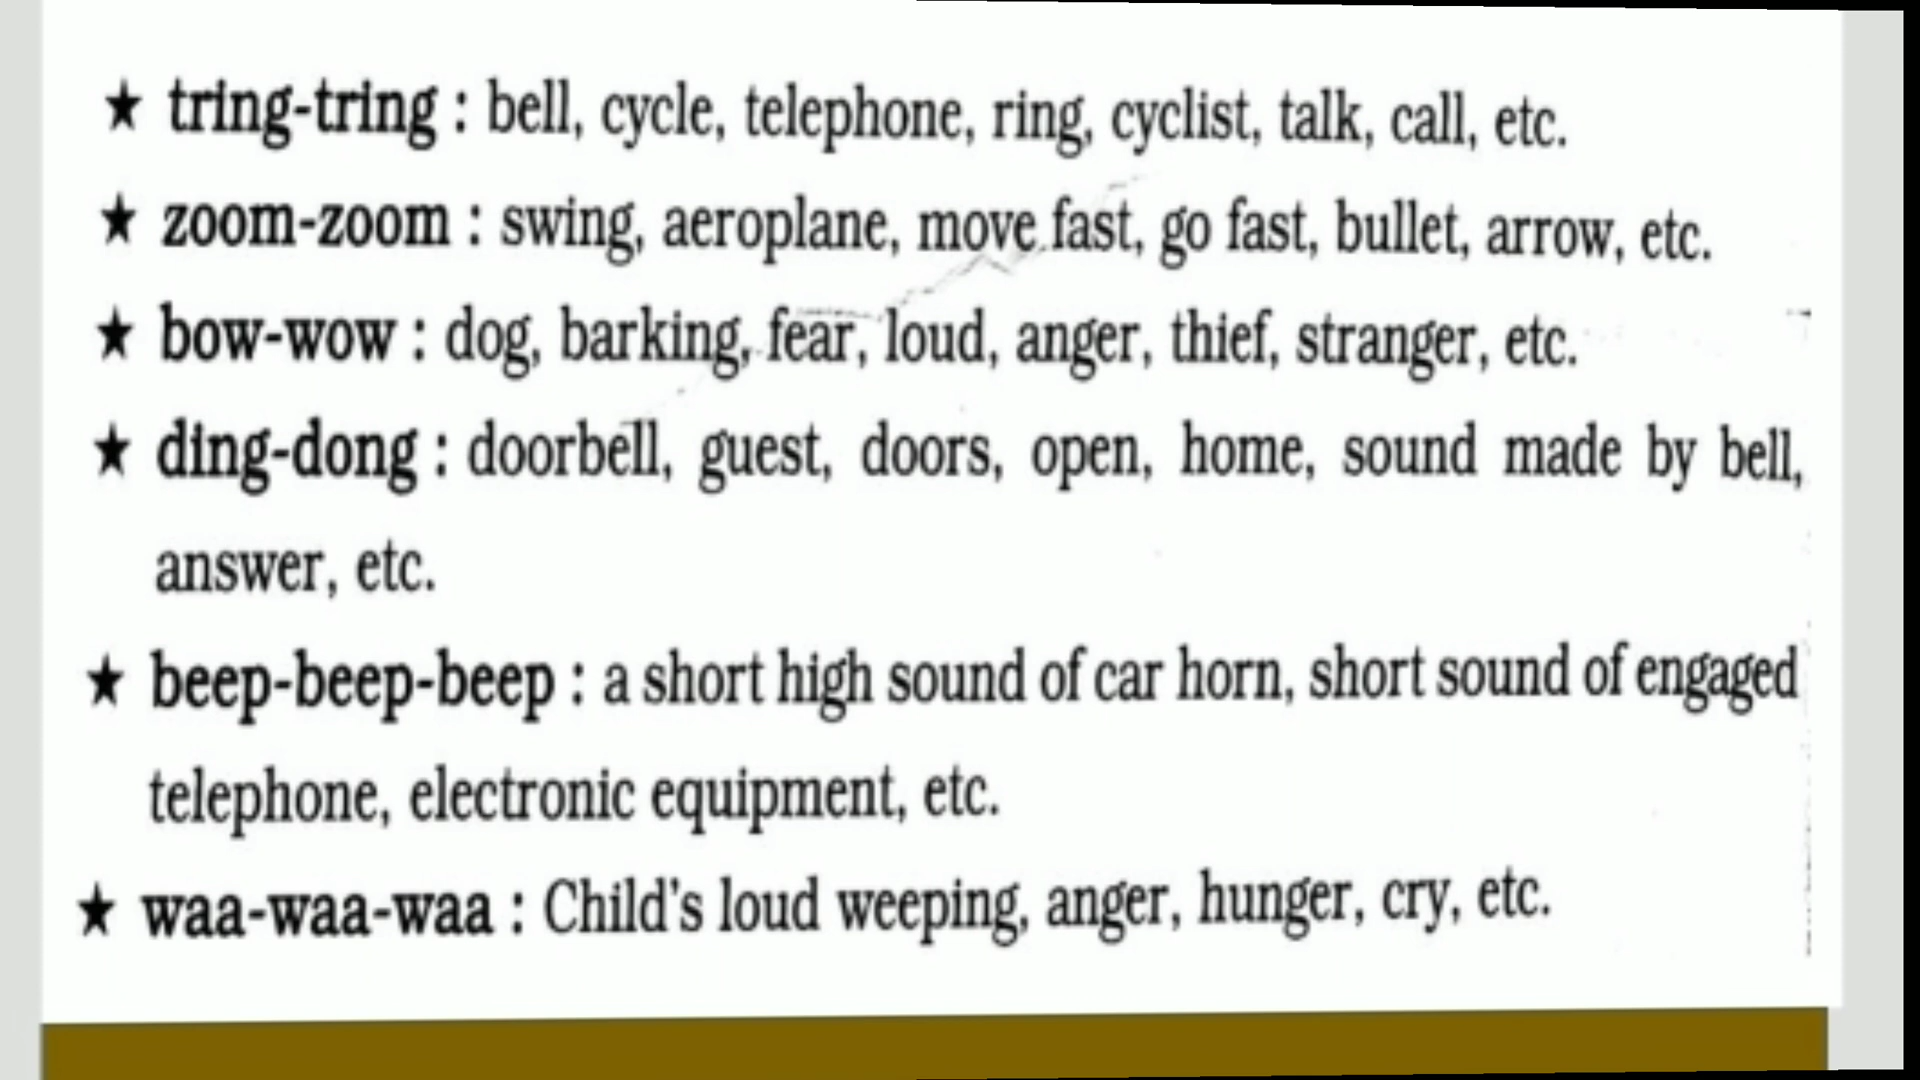 ★ tring-tring : bell, cycle, telephone, ring, cyclist, talk, call, etc.
★ zoom-zoom : swing, aeroplane, move fast, go fast, bullet, arrow, etc.
★ bow-wow : dog, barking, fear, loud, anger, thief, stranger, etc.
★ ding-dong : doorbell, guest, doors, open, home, sound made by bell,
answer, etc.
★ beep-beep-beep : a short high sound of car horn, short sound of engaged
telephone, electronic equipment, etc.
★ waa-waa-waa : Child's loud weeping, anger, hunger, cry, etc.